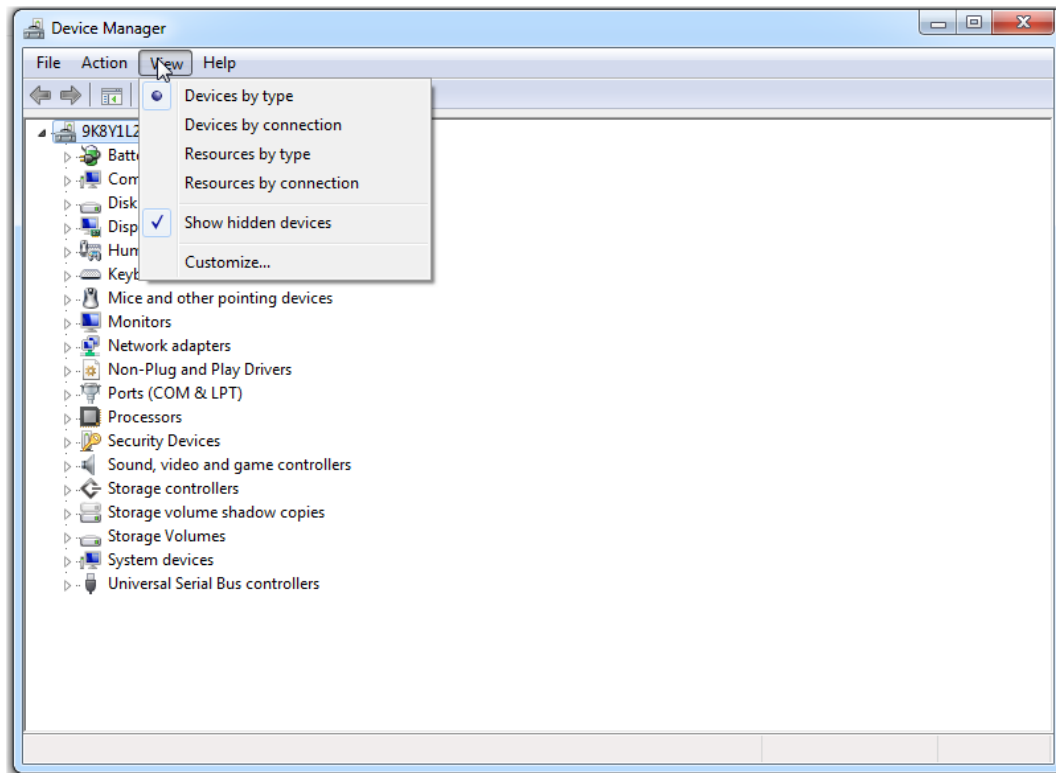 Device Manager
File Action View Help
Devices by type
Devices by connection
Resources by type
Resources by connection
Show hidden devices
Customize...
9K8Y1L2
Mice and other pointing devices
Monitors
Network adapters
Non-Plug and Play Drivers
Ports (COM & LPT)
Processors
Security Devices
Sound, video and game controllers
Storage controllers
Storage volume shadow copies
Storage Volumes
System devices
Universal Serial Bus controllers